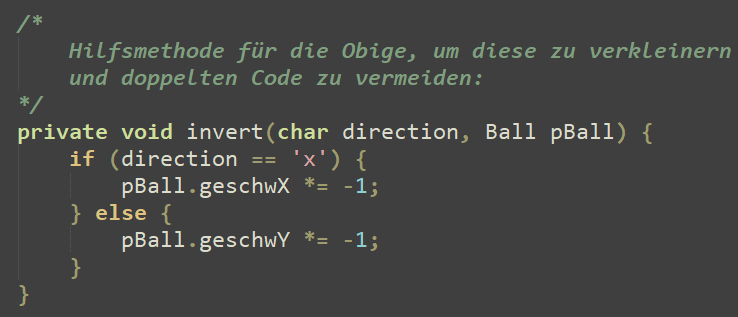 /*
    Hilfsmethode für die Obige, um diese zu verkleinern
    und doppelten Code zu vermeiden:
*/
private void invert(char direction, Ball pBall) {
    if (direction == 'x') {
        pBall.geschwX *= -1;
    } else {
        pBall.geschwY *= -1;
    }
}